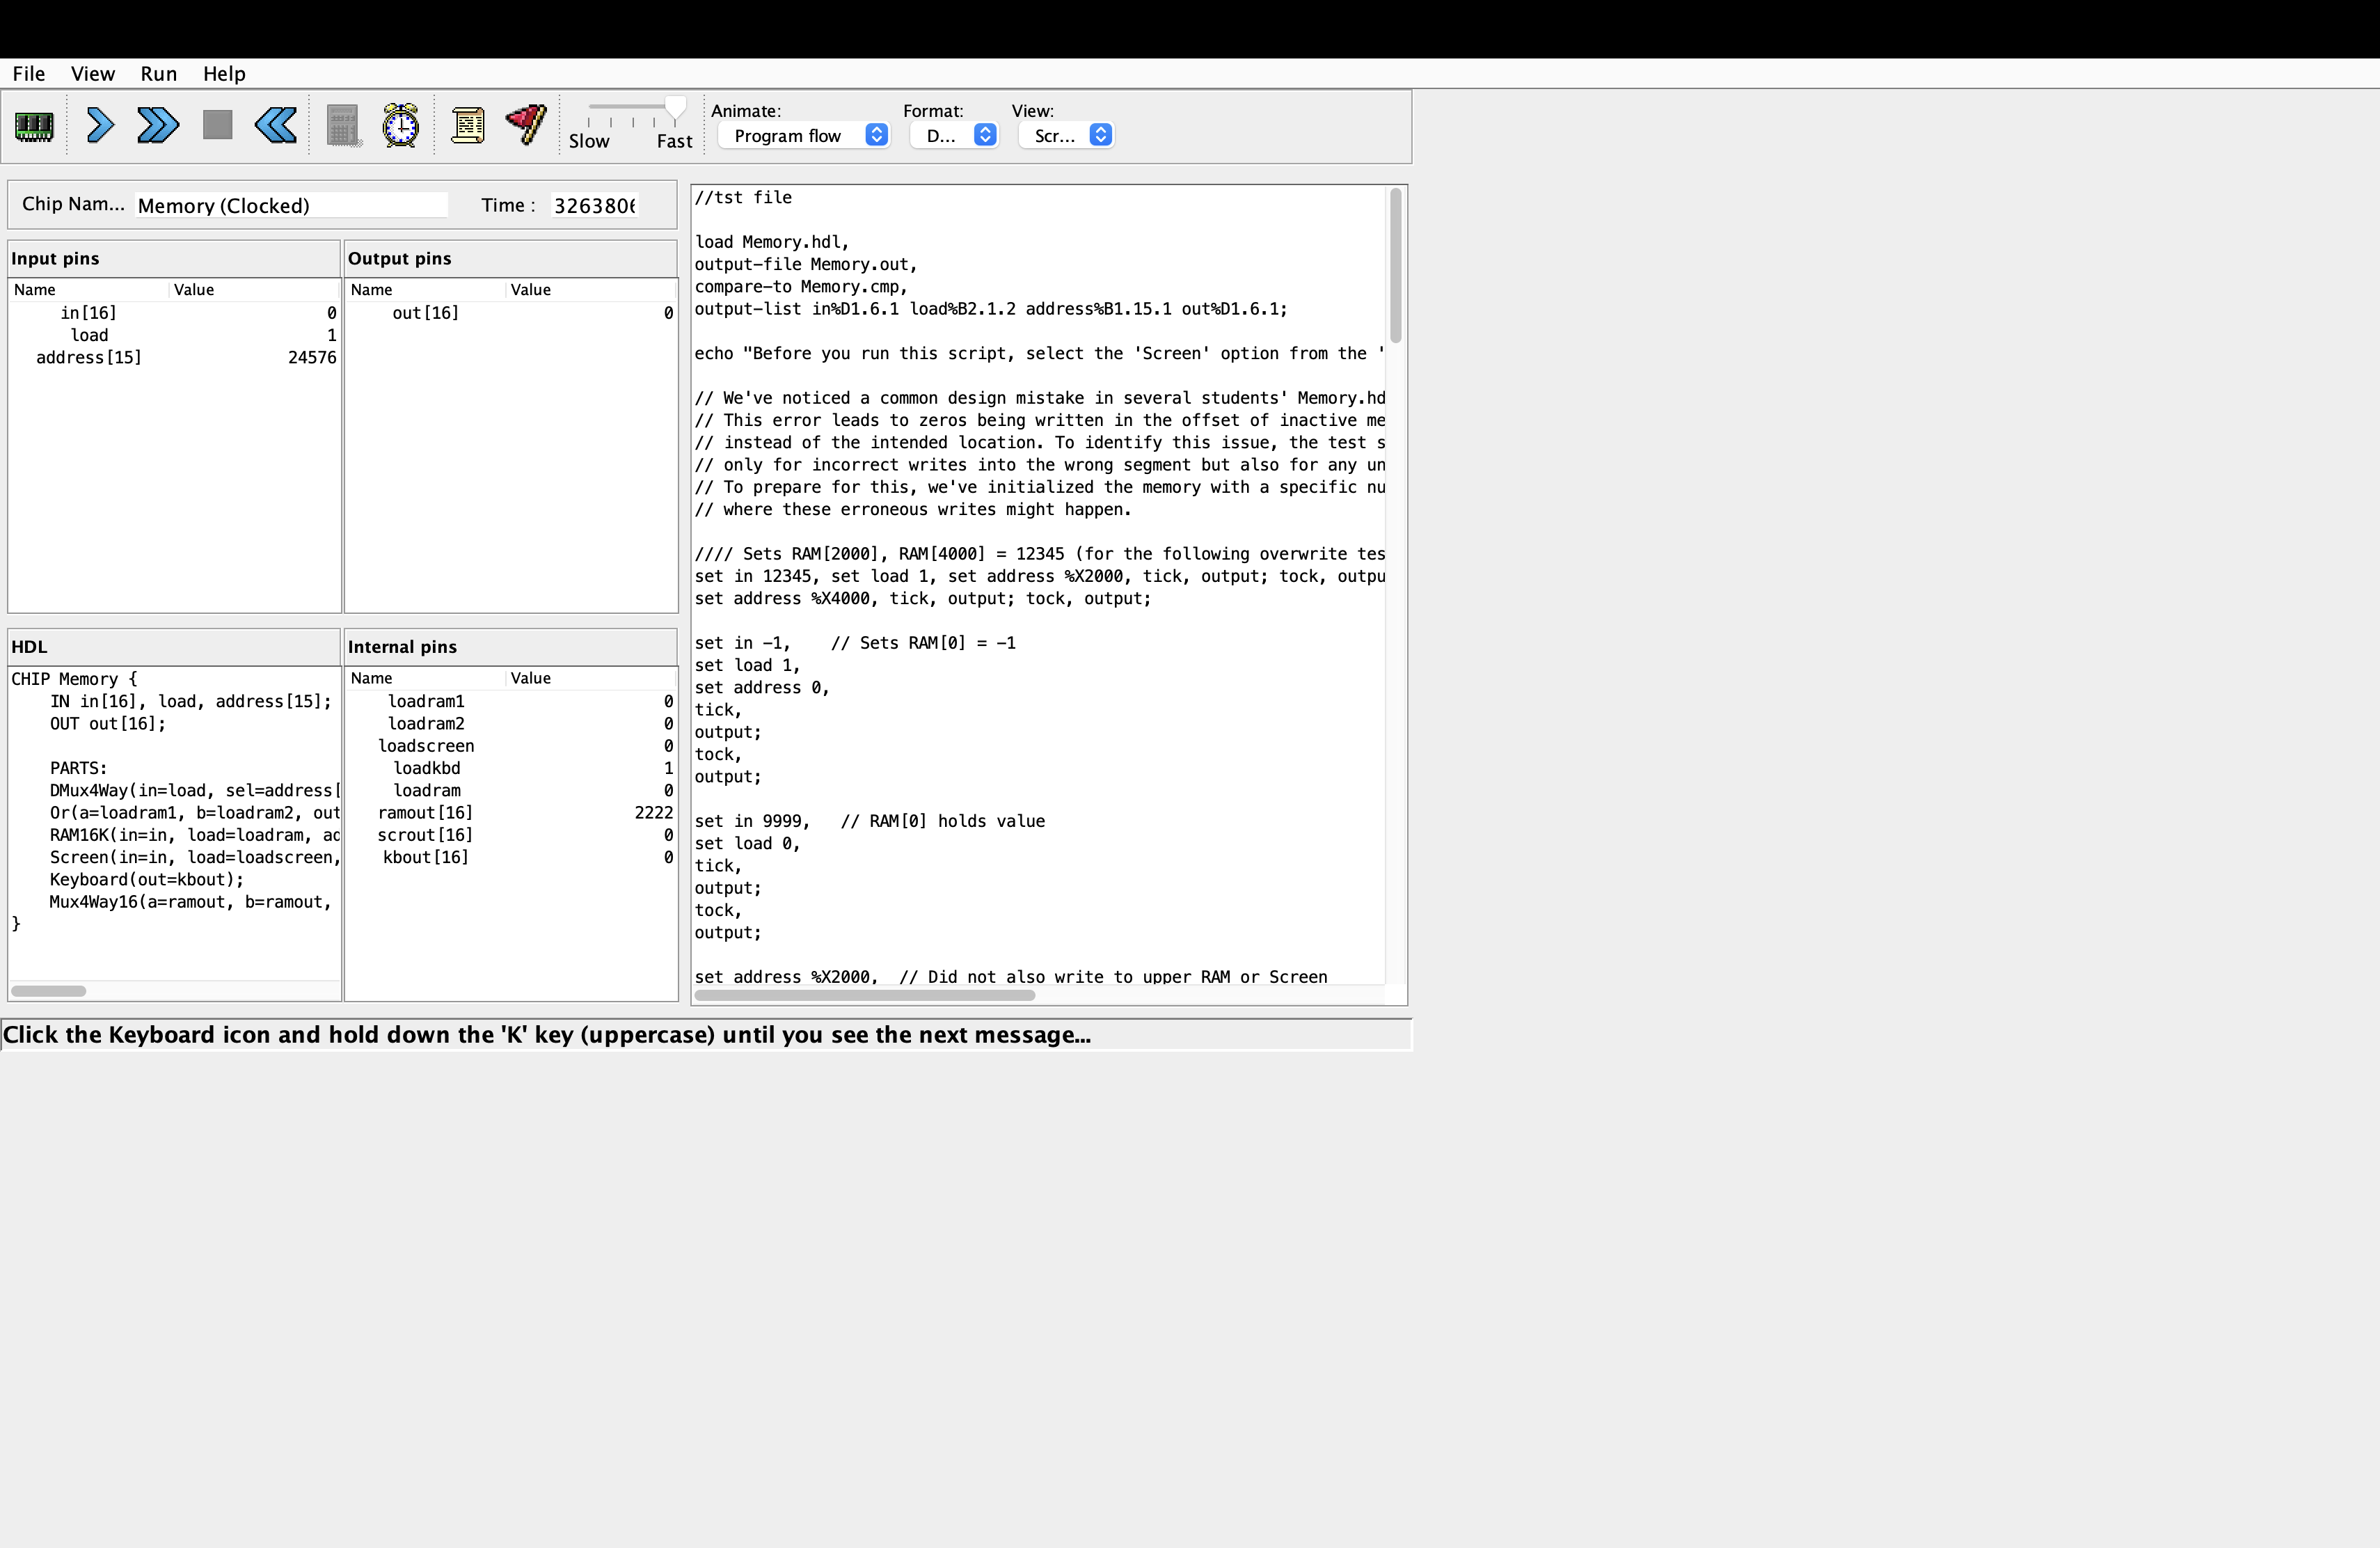 File View Run Help
Slow Fast
Animate: Format: View:
Program flow D... Scr...
Chip Nam... Memory (Clocked) Time : 3263806
Input pins
Name Value
in[16] 0
load 1
address[15] 24576
Output pins
Name Value
out[16] 0
HDL
CHIP Memory {
IN in[16], load, address[15];
OUT out[16];
PARTS:
DMux4Way(in=load, sel=address[
Or(a=loadram1, b=loadram2, out
RAM16K(in=in, load=loadram, ad
Screen(in=in, load=loadscreen,
Keyboard(out=kbout);
Mux4Way16(a=ramout, b=ramout,
}
Internal pins
Name Value
loadram1 0
loadram2 0
loadscreen 0
loadkbd 1
loadram 0
ramout[16] 2222
scrout[16] 0
kbout[16] 0
//tst file
load Memory.hdl,
output-file Memory.out,
compare-to Memory.cmp,
output-list in%D1.6.1 load%B2.1.2 address%B1.15.1 out%D1.6.1;
echo "Before you run this script, select the 'Screen' option from the '
// We've noticed a common design mistake in several students' Memory.hd
// This error leads to zeros being written in the offset of inactive me
// instead of the intended location. To identify this issue, the test s
// only for incorrect writes into the wrong segment but also for any un
// To prepare for this, we've initialized the memory with a specific nu
// where these erroneous writes might happen.
//// Sets RAM[2000], RAM[4000] = 12345 (for the following overwrite tes
set in 12345, set load 1, set address %X2000, tick, output; tock, outpu
set address %X4000, tick, output; tock, output;
set in -1, // Sets RAM[0] = -1
set load 1,
set address 0,
tick,
output;
tock,
output;
set in 9999, // RAM[0] holds value
set load 0,
tick,
output;
tock,
output;
set address %X2000, // Did not also write to upper RAM or Screen
Click the Keyboard icon and hold down the 'K' key (uppercase) until you see the next message...